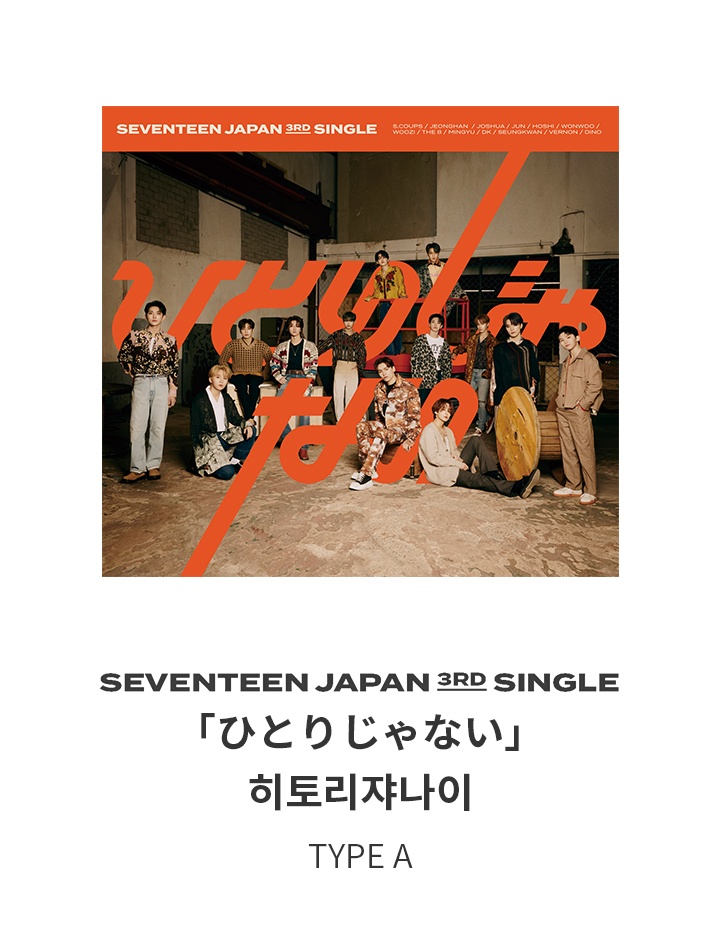 SEVENTEEN JAPAN 3RD SINGLE
S.COUPS / JEONGHAN / JOSHUA / JUN / HOSHI / WONWOO /
WOOZI / THE 8 / MINGYU / DK / SEUNGKWAN / VERNON / DINO
ひとりじゃ
ない
SEVENTEEN JAPAN 3RD SINGLE
「ひとりじゃない」
히토리쟈나이
TYPE A